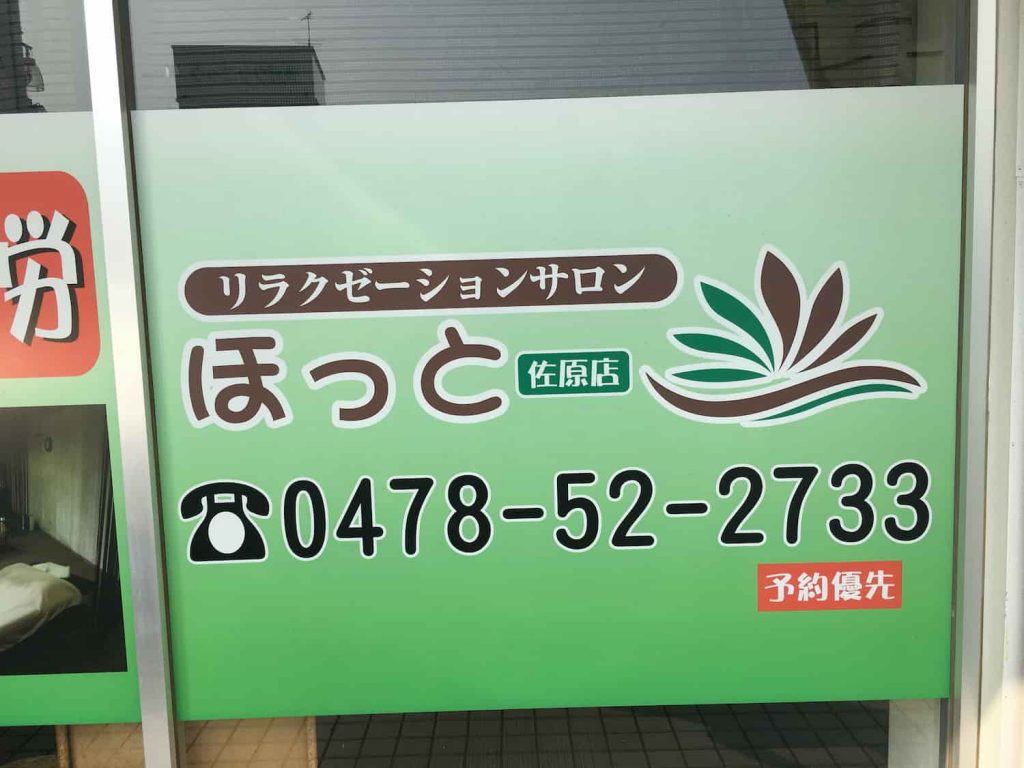 労
リラクゼーションサロン
ほっと 佐原店
0478-52-2733
予約優先